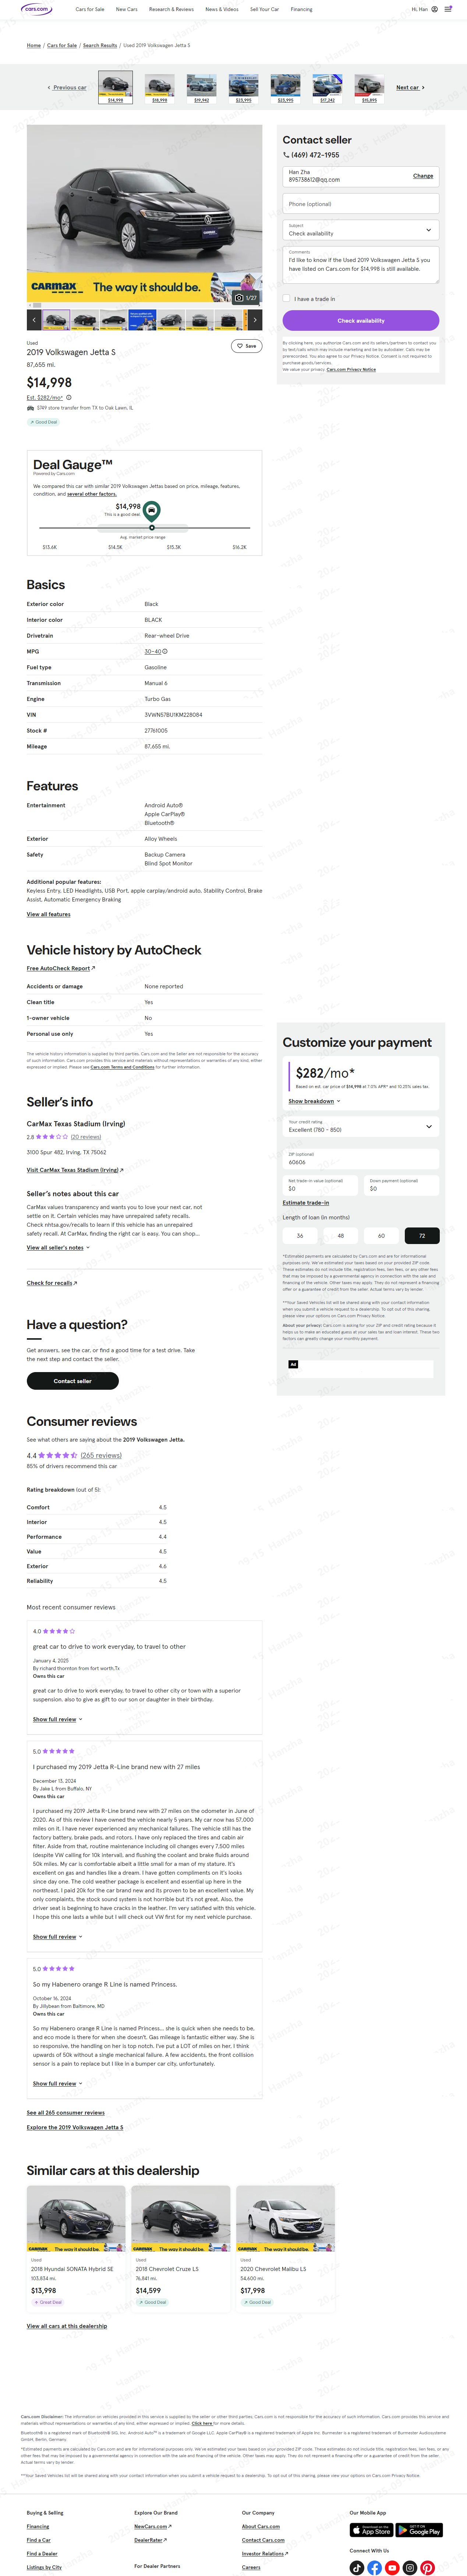 cars.com
Cars for Sale
New Cars
Research & Reviews
News & Videos
Sell Your Car
Financing
Hi, Han
Home / Cars for Sale / Search Results / Used 2019 Volkswagen Jetta S
Previous car
$14,998
$14,998
$19,942
$23,995
$23,995
$17,242
$15,895
Next car
CARMAX The way it should be.
1/27
Used
2019 Volkswagen Jetta S
Save
87,655 mi.
$14,998
Est. $282/mo*
$749 store transfer from TX to Oak Lawn, IL
Good Deal
Contact seller
(469) 472-1955
Han Zha
895738612@qq.com
Change
Phone (optional)
Subject
Check availability
Comments
I'd like to know if the Used 2019 Volkswagen Jetta S you
have listed on Cars.com for $14,998 is still available.
I have a trade in
Check availability
By clicking here, you authorize Cars.com and its sellers/partners to contact you
by text/calls which may include marketing and be by autodialer. Calls may be
prerecorded. You also agree to our Privacy Notice. Consent is not required to
purchase goods/services.
We value your privacy. Cars.com Privacy Notice
Deal Gauge™
Powered by Cars.com
We compared this car with similar 2019 Volkswagen Jettas based on price, mileage, features,
condition, and several other factors.
$14,998
This is a good deal.
Avg. market price range
$13.6K
$14.5K
$15.3K
$16.2K
Basics
Exterior color Black
Interior color BLACK
Drivetrain Rear-wheel Drive
MPG 30–40
Fuel type Gasoline
Transmission Manual 6
Engine Turbo Gas
VIN 3VWN57BU1KM228084
Stock # 27761005
Mileage 87,655 mi.
Features
Entertainment Android Auto®
Apple CarPlay®
Bluetooth®
Exterior Alloy Wheels
Safety Backup Camera
Blind Spot Monitor
Additional popular features:
Keyless Entry, LED Headlights, USB Port, apple carplay/android auto, Stability Control, Brake
Assist, Automatic Emergency Braking
View all features
Vehicle history by AutoCheck
Free AutoCheck Report
Accidents or damage None reported
Clean title Yes
1-owner vehicle No
Personal use only Yes
The vehicle history information is supplied by third parties. Cars.com and the Seller are not responsible for the accuracy
of such information. Cars.com provides this service and materials without representations or warranties of any kind, either
expressed or implied. Please see Cars.com Terms and Conditions for further information
Customize your payment
$282/mo*
Based on est. car price of $14,998 at 7.0% APR* and 10.25% sales tax
Show breakdown
Your credit rating
Excellent (780 - 850)
ZIP (optional)
60606
Net trade-in value (optional)
$0
Down payment (optional)
$0
Estimate trade-in
Length of loan (in months)
36
48
60
72
*Estimated payments are calculated by Cars.com and are for informational
purposes only. We've estimated your taxes based on your provided ZIP code.
These estimates do not include title, registration fees, lien fees, or any other fees
that may be imposed by a governmental agency in connection with the sale and
financing of the vehicle. Other taxes may apply. They do not represent a financing
offer or a guarantee of credit from the seller. Actual terms vary by lender.
***Your Saved Vehicles list will be shared along with your contact information
when you submit a vehicle request to a dealership. To opt out of this sharing,
please view your options on Cars.com Privacy Notice.
About your privacy: Cars.com is asking for your ZIP and credit rating because it
helps us to make an educated guess at your sales tax and loan interest. These two
factors can greatly change your monthly payment.
Ad
Seller's info
CarMax Texas Stadium (Irving)
2.8 (20 reviews)
3100 Spur 482, Irving, TX 75062
Visit CarMax Texas Stadium (Irving)
Seller's notes about this car
CarMax values transparency and wants you to love your next car, not
settle on it. Certain vehicles may have unrepaired safety recalls.
Check nhtsa.gov/recalls to learn if this vehicle has an unrepaired
safety recall. At CarMax, finding the right car is easy. You can shop...
View all seller's notes
Check for recalls
Have a question?
Get answers, see the car, or find a good time for a test drive. Take
the next step and contact the seller.
Contact seller
Consumer reviews
See what others are saying about the 2019 Volkswagen Jetta.
4.4 (265 reviews)
85% of drivers recommend this car
Rating breakdown (out of 5):
Comfort 4.5
Interior 4.5
Performance 4.4
Value 4.5
Exterior 4.6
Reliability 4.5
Most recent consumer reviews
4.0
great car to drive to work everyday, to travel to other
January 4, 2025
By richard thornton from fort worth,Tx
Owns this car
great car to drive to work everyday, to travel to other city or town with a superior
suspension. also to give as gift to our son or daughter in their birthday.
Show full review
5.0
I purchased my 2019 Jetta R-Line brand new with 27 miles
December 13, 2024
By Jake L from Buffalo, NY
Owns this car
I purchased my 2019 Jetta R-Line brand new with 27 miles on the odometer in June of
2020. As of this review I have owned the vehicle nearly 5 years. My car now has 57,000
miles on it. I have never experienced any mechanical failures. The vehicle still has the
factory battery, brake pads, and rotors. I have only replaced the tires and cabin air
filter. Aside from that, routine maintenance including oil changes every 7,500 miles
(despite VW calling for 10k intervals), and flushing the coolant and brake fluids around
50k miles. My car is comfortable albeit a little small for a man of my stature. It's
excellent on gas and handles like a dream. I have gotten compliments on it's looks
since day one. The cold weather package is excellent and essential up here in the
northeast. I paid 20k for the car brand new and its proven to be an excellent value. My
only complaints, the stock sound system is not horrible but it's not great. Also, the
driver seat is beginning to have cracks in the leather. I'm very satisfied with this vehicle.
I hope this one lasts a while but I will check out VW first for my next vehicle purchase.
Show full review
5.0
So my Habenero orange R Line is named Princess.
October 16, 2024
By Jillybean from Baltimore, MD
Owns this car
So my Habenero orange R Line is named Princess... she is quick when she needs to be,
and eco mode is there for when she doesn't. Gas mileage is fantastic either way. She is
so responsive, the handling on her is top notch. I've put a LOT of miles on her, I think
upwards of 50k without a single mechanical failure. A few accidents, the front collision
sensor is a pain to replace but I like in a bumper car city, unfortunately.
Show full review
See all 265 consumer reviews
Explore the 2019 Volkswagen Jetta S
Similar cars at this dealership
Used
2018 Hyundai SONATA Hybrid SE
103,834 mi.
$13,998
Great Deal
Used
2018 Chevrolet Cruze LS
76,841 mi.
$14,599
Good Deal
Used
2020 Chevrolet Malibu LS
54,600 mi.
$17,998
Good Deal
View all cars at this dealership
Cars.com Disclaimer: The information on vehicles provided in this service is supplied by the seller or other third parties; Cars.com is not responsible for the accuracy of such information. Cars.com provides this service and
materials without representations or warranties of any kind, either expressed or implied. Click here for more details.
Bluetooth® is a registered mark of Bluetooth® SIG, Inc. Android Auto™ is a trademark of Google LLC. Apple CarPlay® is a registered trademark of Apple Inc. Burmester is a registered trademark of Burmester Audiosysteme
GmbH, Berlin, Germany.
*Estimated payments are calculated by Cars.com and are for informational purposes only. We've estimated your taxes based on your provided ZIP code. These estimates do not include title, registration fees, lien fees, or any
other fees that may be imposed by a governmental agency in connection with the sale and financing of the vehicle. Other taxes may apply. They do not represent a financing offer or a guarantee of credit from the seller.
Actual terms vary by lender.
***Your Saved Vehicles list will be shared along with your contact information when you submit a vehicle request to a dealership. To opt out of this sharing, please view your options on Cars.com Privacy Notice.
Buying & Selling
Financing
Find a Car
Find a Dealer
Listings by City
Explore Our Brand
NewCars.com
DealerRater
For Dealer Partners
Our Company
About Cars.com
Contact Cars.com
Investor Relations
Careers
Our Mobile App
App Store
Google Play
Connect With Us